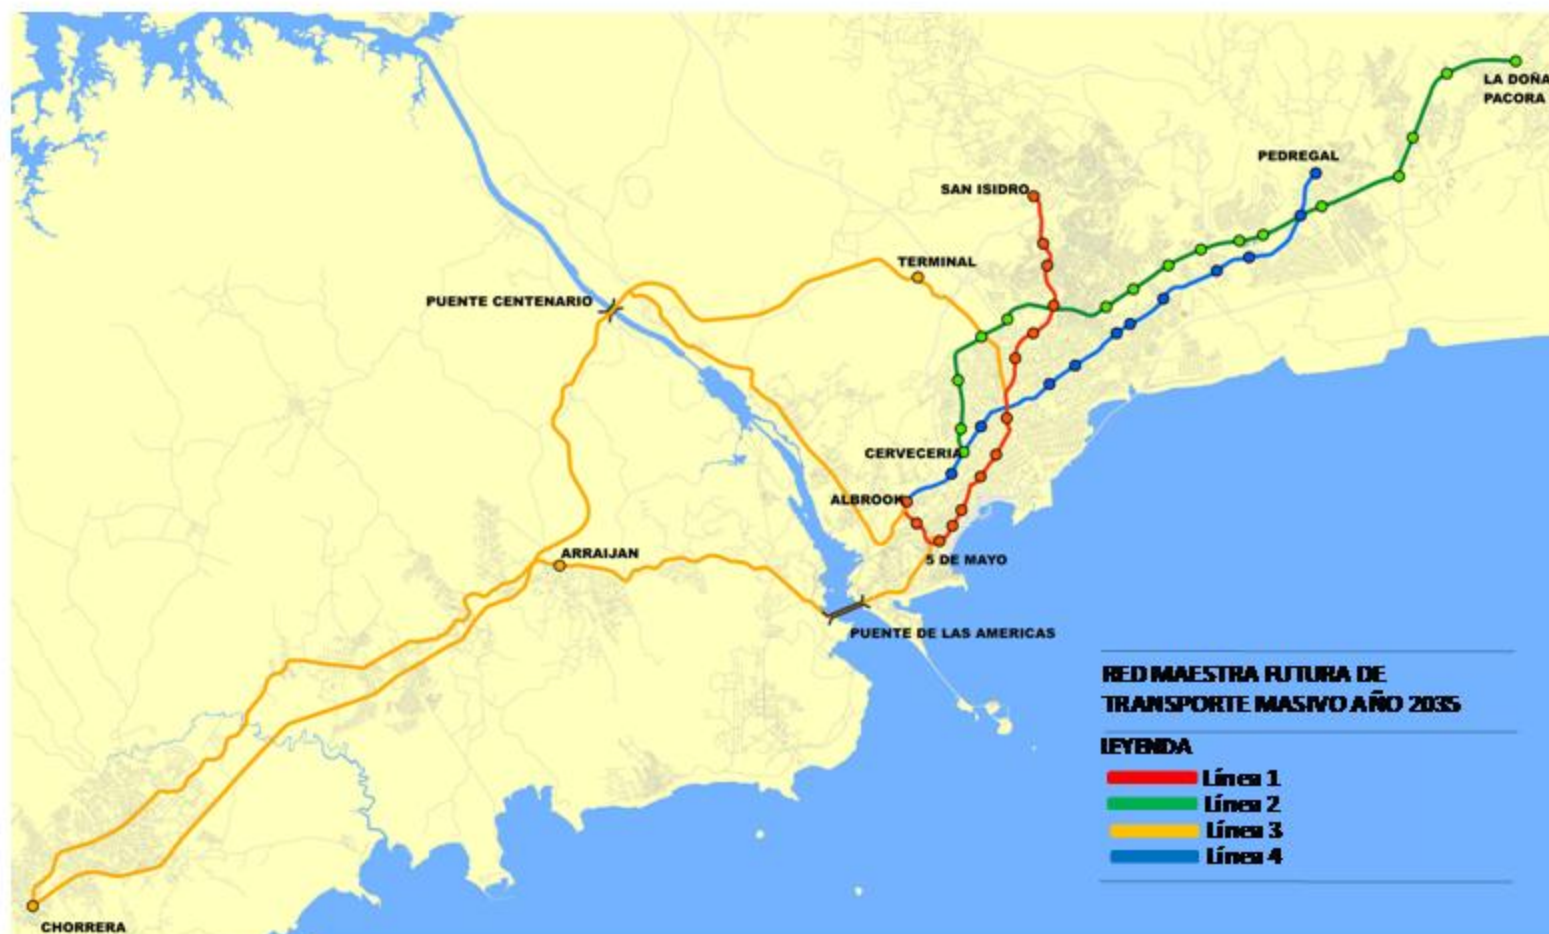 LA DOÑA
PACORA
PEDREGAL
SAN ISIDRO
TERMINAL
PUENTE CENTENARIO
CERVECERIA
ALBROOK
5 DE MAYO
ARRAIJAN
PUENTE DE LAS AMERICAS
CHORRERA
RED MAESTRA FUTURA DE
TRANSPORTE MASIVO AÑO 2035
LEYENDA
Línea 1
Línea 2
Línea 3
Línea 4